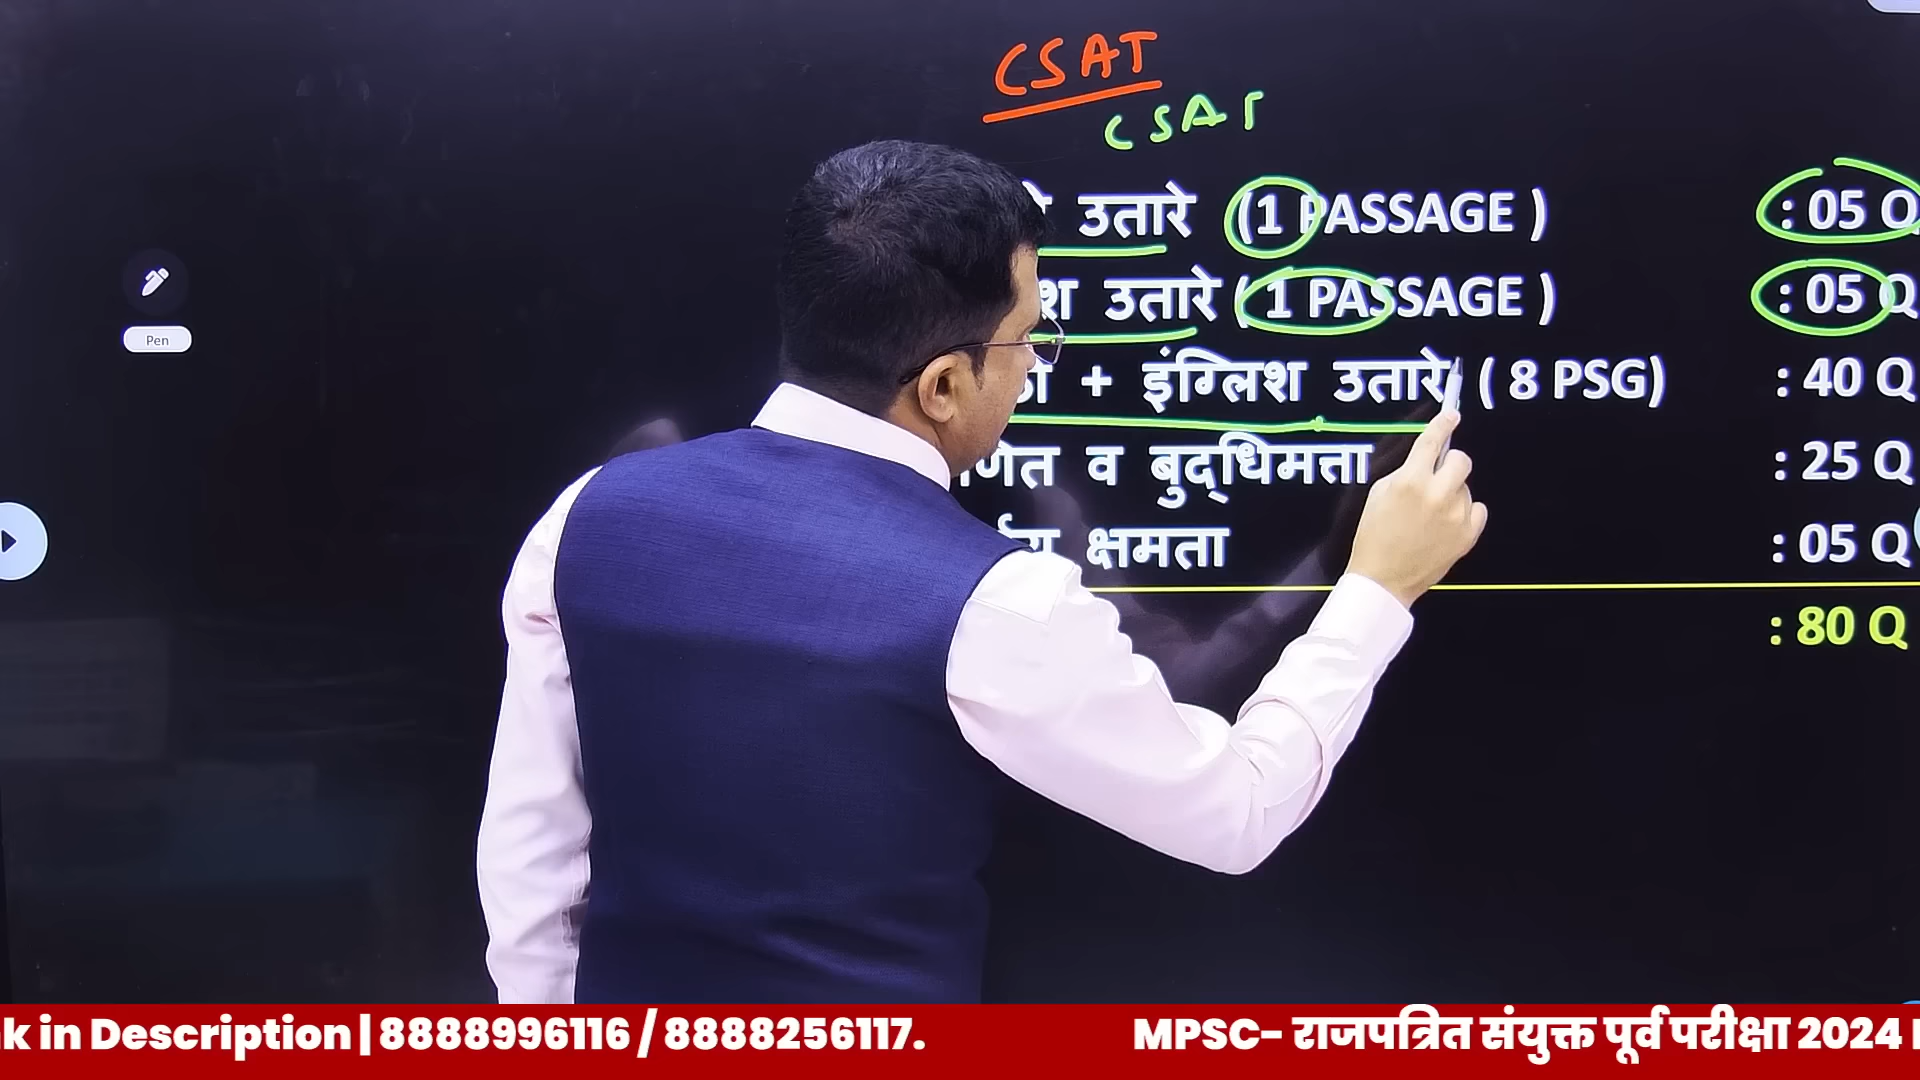 CSAT
CSAT
उतारे (1 PASSAGE ) : 05 Q
उतारे ( 1 PASSAGE ) : 05 Q
+ इंग्लिश उतारे ( 8 PSG) : 40 Q
व बुद्धिमत्ता : 25 Q
क्षमता : 05 Q
: 80 Q
Pen
in Description | 8888996116 / 8888256117. MPSC- राजपत्रित संयुक्त पूर्व परीक्षा 2024